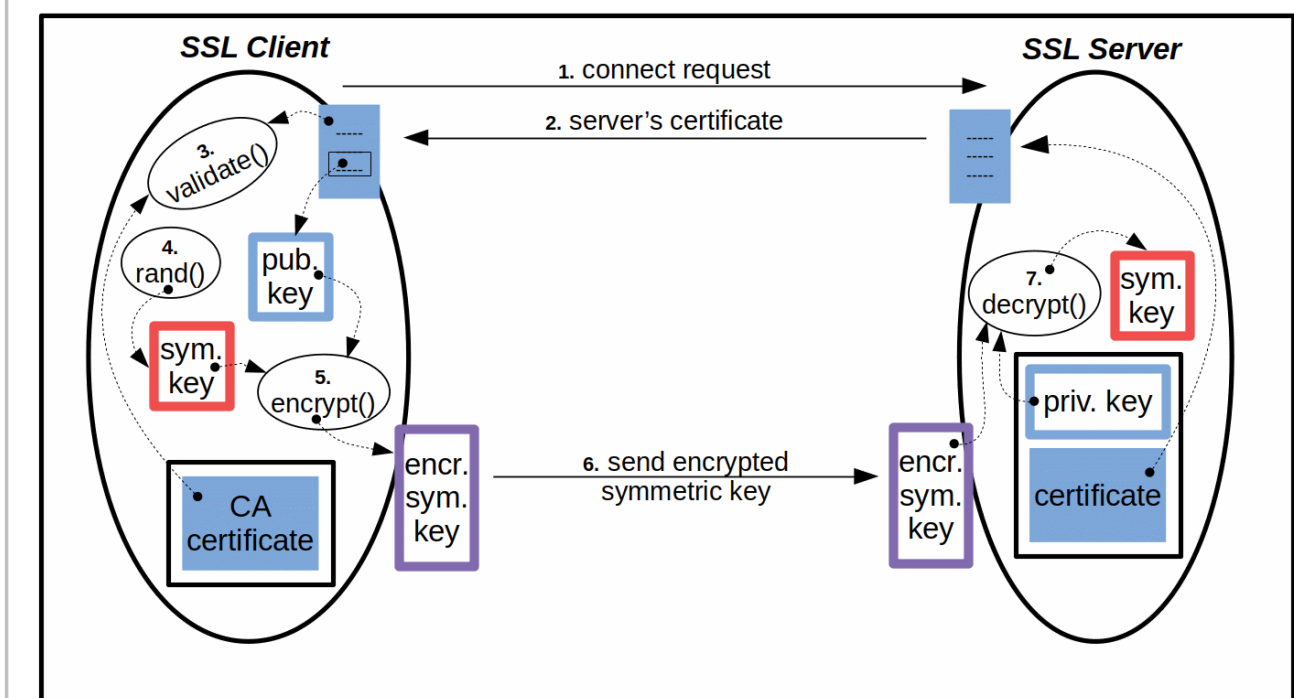 SSL Client
SSL Server
1. connect request
2. server's certificate
-----
-----
-----
-----
-----
3.
validate()
4.
rand()
pub.
key
sym.
key
5.
encrypt()
CA
certificate
encr.
sym.
key
6. send encrypted
symmetric key
encr.
sym.
key
7.
decrypt()
sym.
key
priv. key
certificate